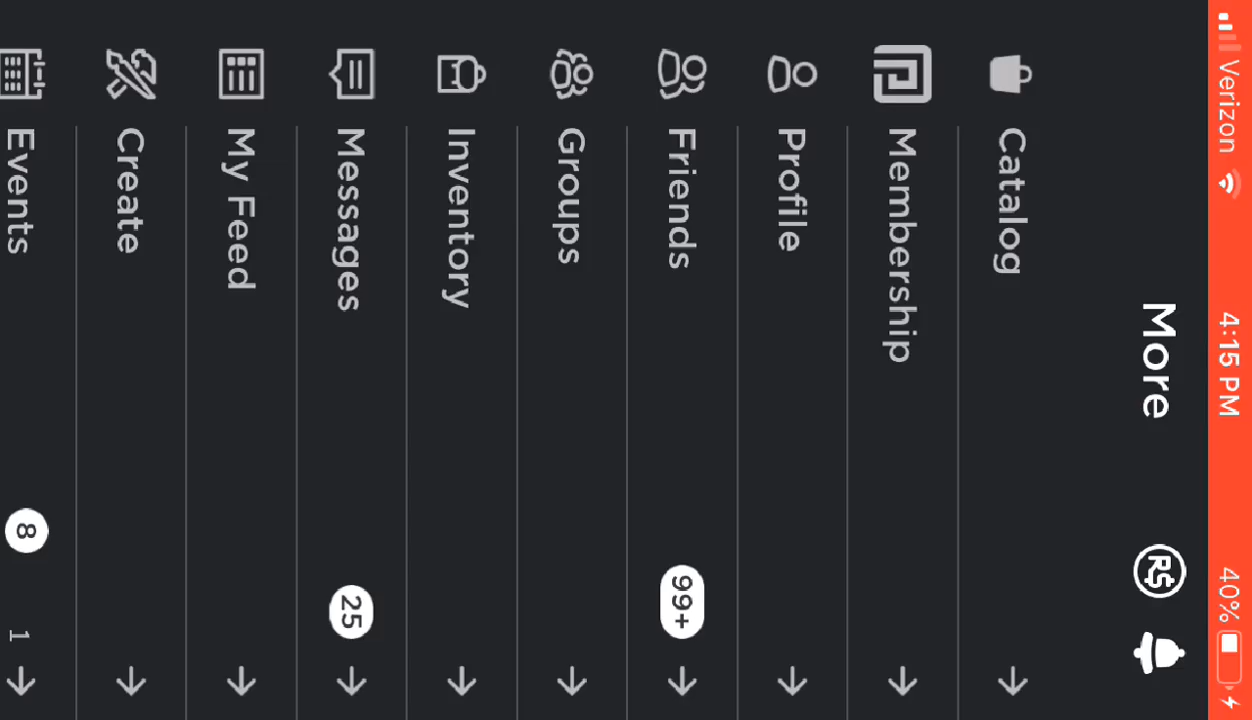 Verizon 4:15 PM 40%
More R$
Catalog
Membership
Profile
Friends 99+
Groups
Inventory
Messages 25
My Feed
Create
Events 8 1